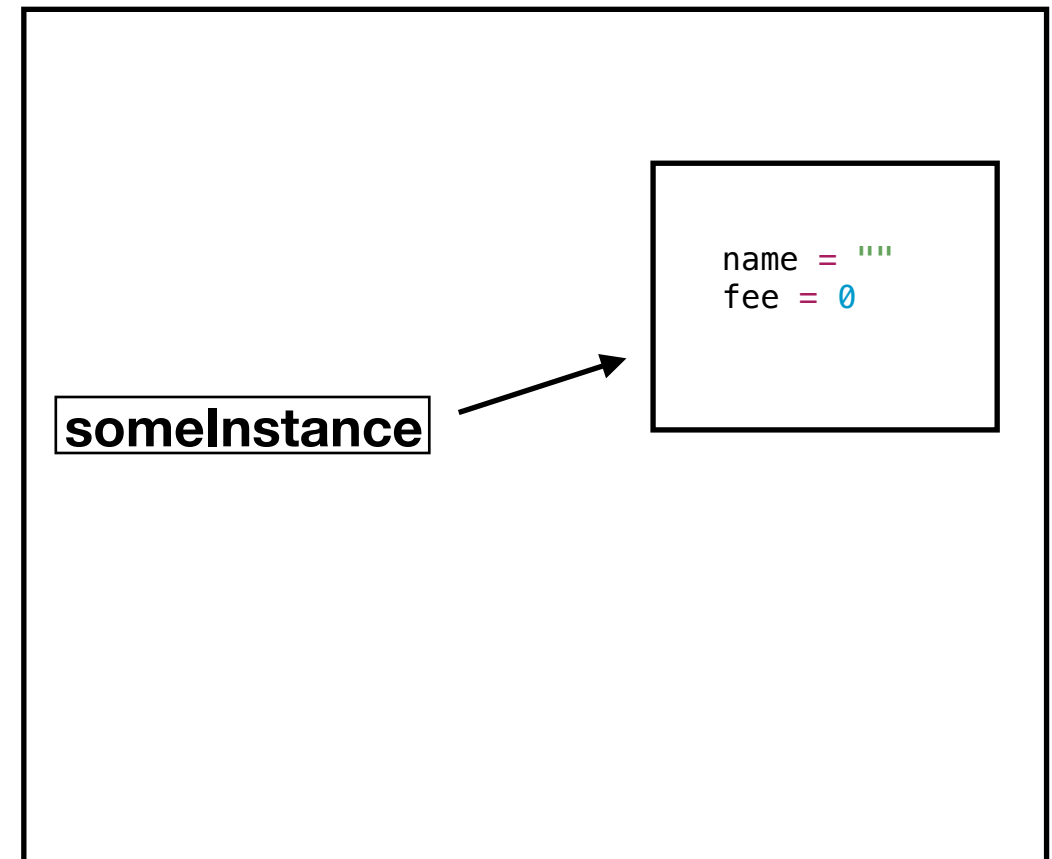 name = ""
fee = 0
someInstance